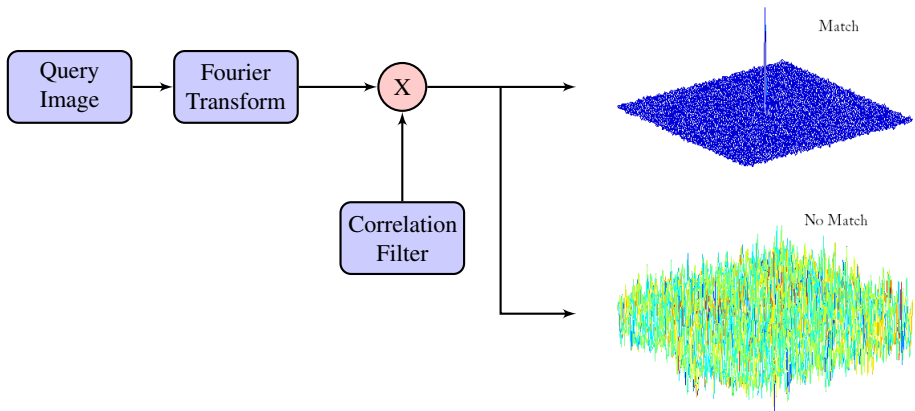 Query
Image
Fourier
Transform
X
Match
Correlation
Filter
No Match